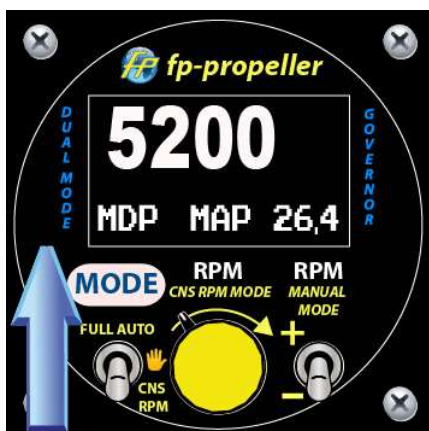 Fp fp-propeller
DUAL MODE
5200
GOVERNOR
MDP MAP 26,4
MODE
RPM
CNS RPM MODE
RPM
MANUAL
MODE
FULL AUTO
+
CNS
RPM
-